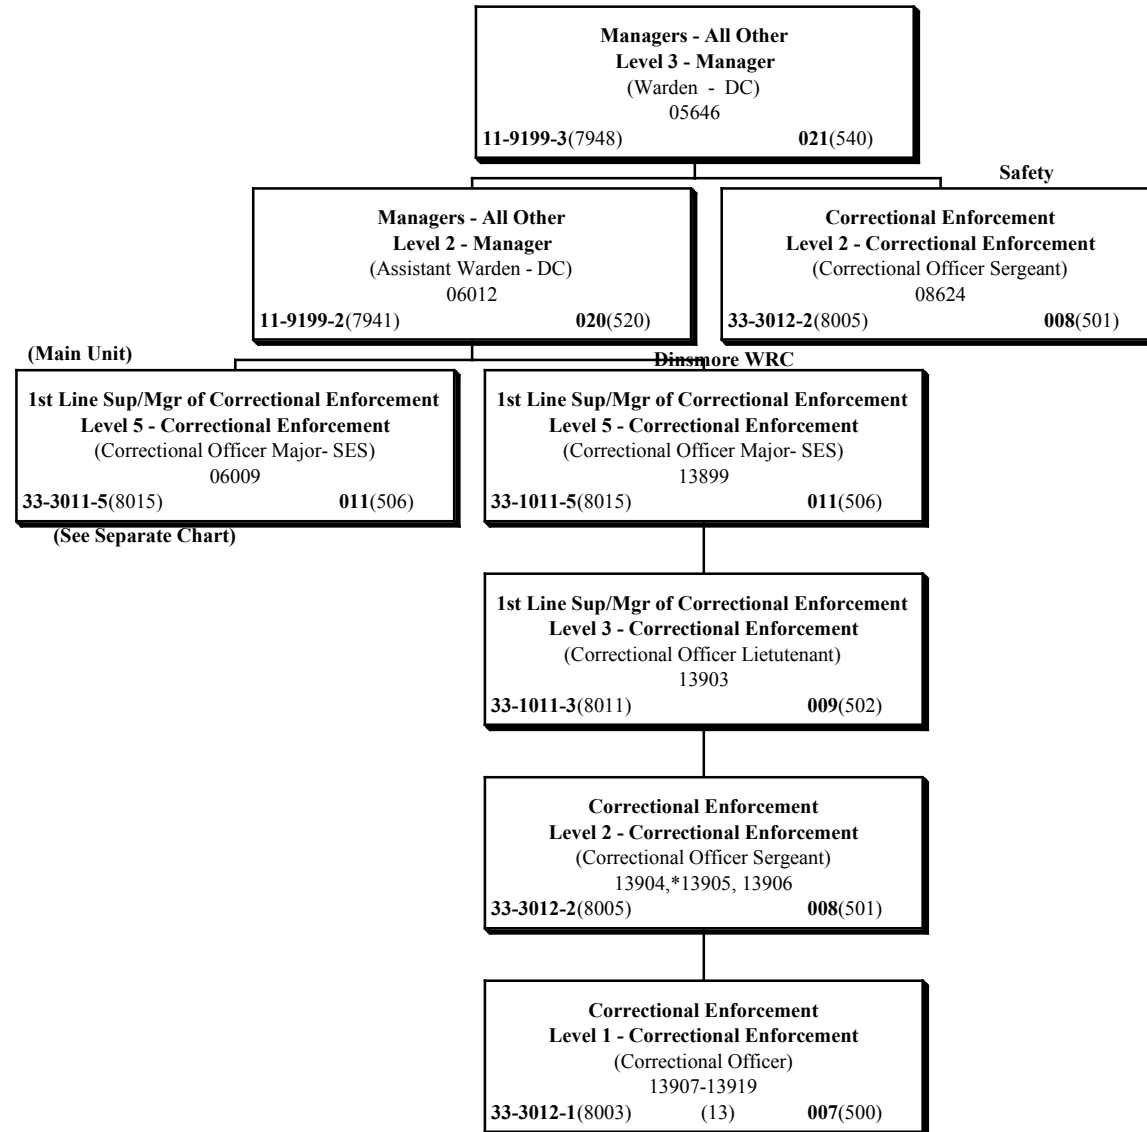 Managers - All Other
Level 3 - Manager
(Warden - DC)
05646
11-9199-3(7948) 021(540)
Safety
Managers - All Other
Level 2 - Manager
(Assistant Warden - DC)
06012
11-9199-2(7941) 020(520)
Correctional Enforcement
Level 2 - Correctional Enforcement
(Correctional Officer Sergeant)
08624
33-3012-2(8005) 008(501)
(Main Unit)
1st Line Sup/Mgr of Correctional Enforcement
Level 5 - Correctional Enforcement
(Correctional Officer Major- SES)
06009
33-3011-5(8015) 011(506)
(See Separate Chart)
Dinsmore WRC
1st Line Sup/Mgr of Correctional Enforcement
Level 5 - Correctional Enforcement
(Correctional Officer Major- SES)
13899
33-1011-5(8015) 011(506)
1st Line Sup/Mgr of Correctional Enforcement
Level 3 - Correctional Enforcement
(Correctional Officer Lietutenant)
13903
33-1011-3(8011) 009(502)
Correctional Enforcement
Level 2 - Correctional Enforcement
(Correctional Officer Sergeant)
13904,*13905, 13906
33-3012-2(8005) 008(501)
Correctional Enforcement
Level 1 - Correctional Enforcement
(Correctional Officer)
13907-13919
33-3012-1(8003) (13) 007(500)